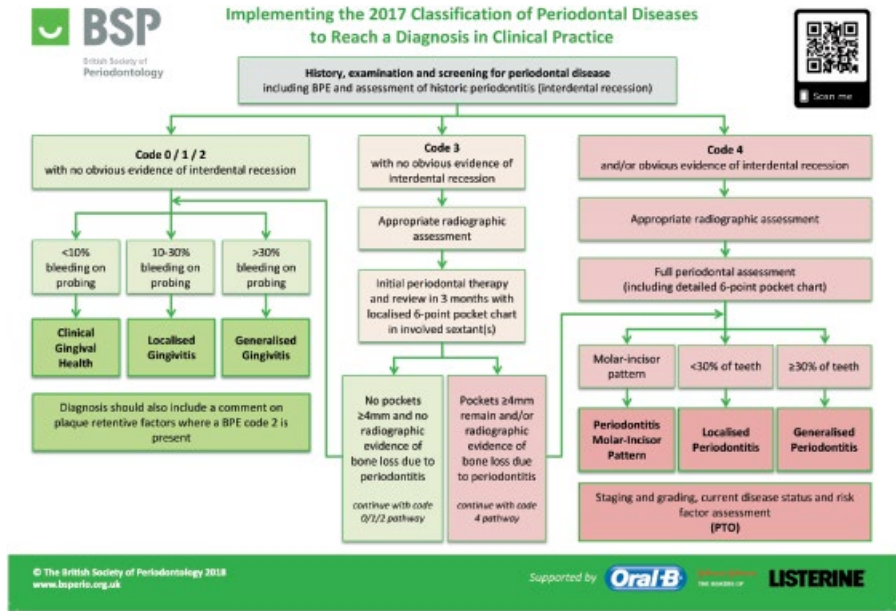 BSP
British Society of
Periodontology
Implementing the 2017 Classification of Periodontal Diseases
to Reach a Diagnosis in Clinical Practice
Scan me
History, examination and screening for periodontal disease
including BPE and assessment of historic periodontitis (interdental recession)
Code 0 / 1 / 2
with no obvious evidence of interdental recession
<10%
bleeding on
probing
10-30%
bleeding on
probing
>30%
bleeding on
probing
Clinical
Gingival
Health
Localised
Gingivitis
Generalised
Gingivitis
Diagnosis should also include a comment on
plaque retentive factors where a BPE code 2 is
present
Code 3
with no obvious evidence of
interdental recession
Appropriate radiographic
assessment
Initial periodontal therapy
and review in 3 months with
localised 6-point pocket chart
in involved sextant(s)
No pockets
≥4mm and no
radiographic
evidence of
bone loss due to
periodontitis
continue with code
0/1/2 pathway
Pockets ≥4mm
remain and/or
radiographic
evidence of
bone loss due to
periodontitis
continue with code
4 pathway
Code 4
and/or obvious evidence of interdental recession
Appropriate radiographic assessment
Full periodontal assessment
(including detailed 6-point pocket chart)
Molar-incisor
pattern
<30% of teeth
≥30% of teeth
Periodontitis
Molar-Incisor
Pattern
Localised
Periodontitis
Generalised
Periodontitis
Staging and grading, current disease status and risk
factor assessment
(PTO)
© The British Society of Periodontology 2018
www.bsperio.org.uk
Supported by
Oral-B
THE MAKERS OF
LISTERINE